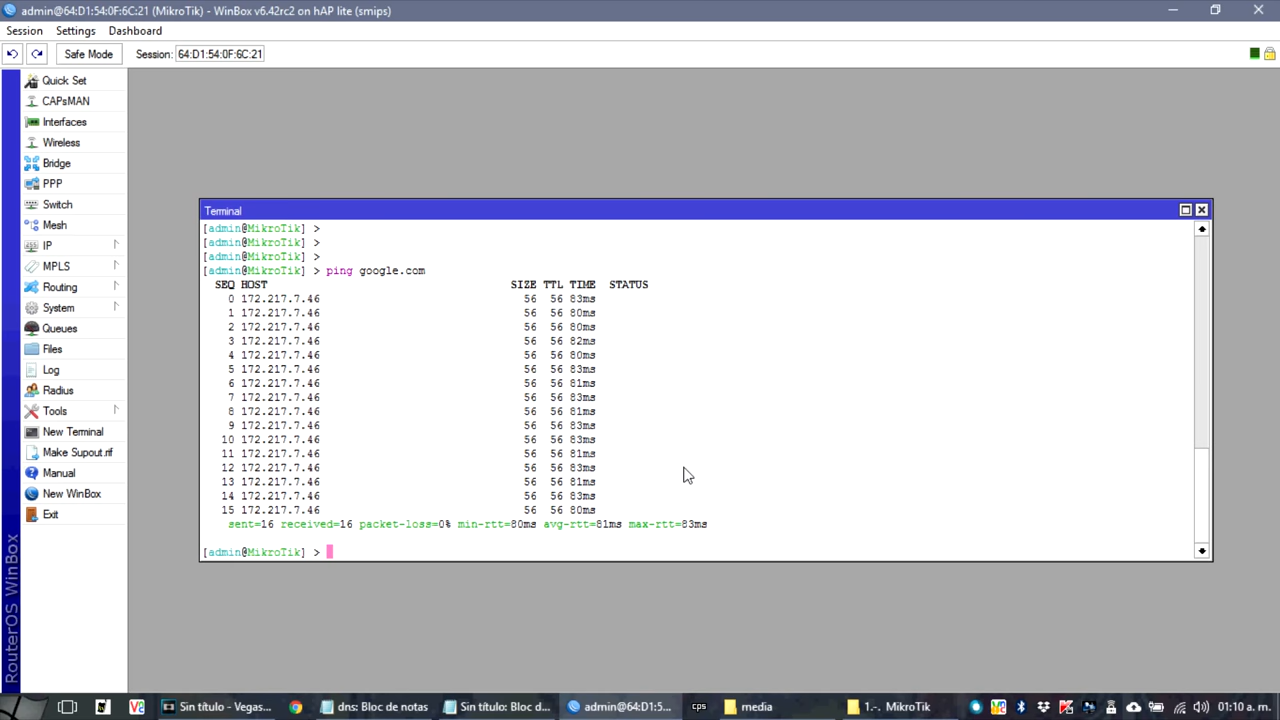 admin@64:D1:54:0F:6C:21 (MikroTik) - WinBox v6.42rc2 on hAP lite (smips)
Session Settings Dashboard
Safe Mode Session: 64:D1:54:0F:6C:21
Quick Set
CAPsMAN
Interfaces
Wireless
Bridge
PPP
Switch
Mesh
IP
MPLS
Routing
System
Queues
Files
Log
Radius
Tools
New Terminal
Make Supout.rif
Manual
New WinBox
Exit
RouterOS WinBox
Terminal
[admin@MikroTik] >
[admin@MikroTik] >
[admin@MikroTik] >
[admin@MikroTik] > ping google.com
SEQ HOST SIZE TTL TIME STATUS
0 172.217.7.46 56 56 83ms
1 172.217.7.46 56 56 80ms
2 172.217.7.46 56 56 80ms
3 172.217.7.46 56 56 82ms
4 172.217.7.46 56 56 80ms
5 172.217.7.46 56 56 83ms
6 172.217.7.46 56 56 81ms
7 172.217.7.46 56 56 83ms
8 172.217.7.46 56 56 81ms
9 172.217.7.46 56 56 83ms
10 172.217.7.46 56 56 83ms
11 172.217.7.46 56 56 81ms
12 172.217.7.46 56 56 83ms
13 172.217.7.46 56 56 81ms
14 172.217.7.46 56 56 83ms
15 172.217.7.46 56 56 80ms
sent=16 received=16 packet-loss=0% min-rtt=80ms avg-rtt=81ms max-rtt=83ms
[admin@MikroTik] >
Sin título - Vegas... dns: Bloc de notas Sin título: Bloc d... admin@64:D1:5... cps media 1.-. MikroTik 01:10 a. m.